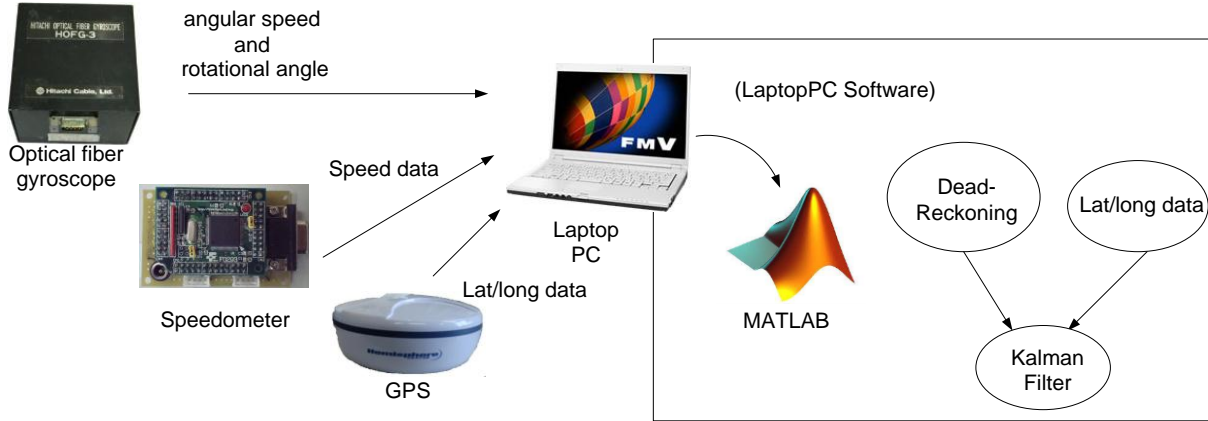 HITACHI OPTICAL FIBER GYROSCOPE
HOFG-3
Hitachi Cable, Ltd.
Optical fiber
gyroscope
angular speed
and
rotational angle
Speed data
Speedometer
Lat/long data
Hemisphere
GPS
FMV
Laptop
PC
(LaptopPC Software)
MATLAB
Dead-
Reckoning
Lat/long data
Kalman
Filter